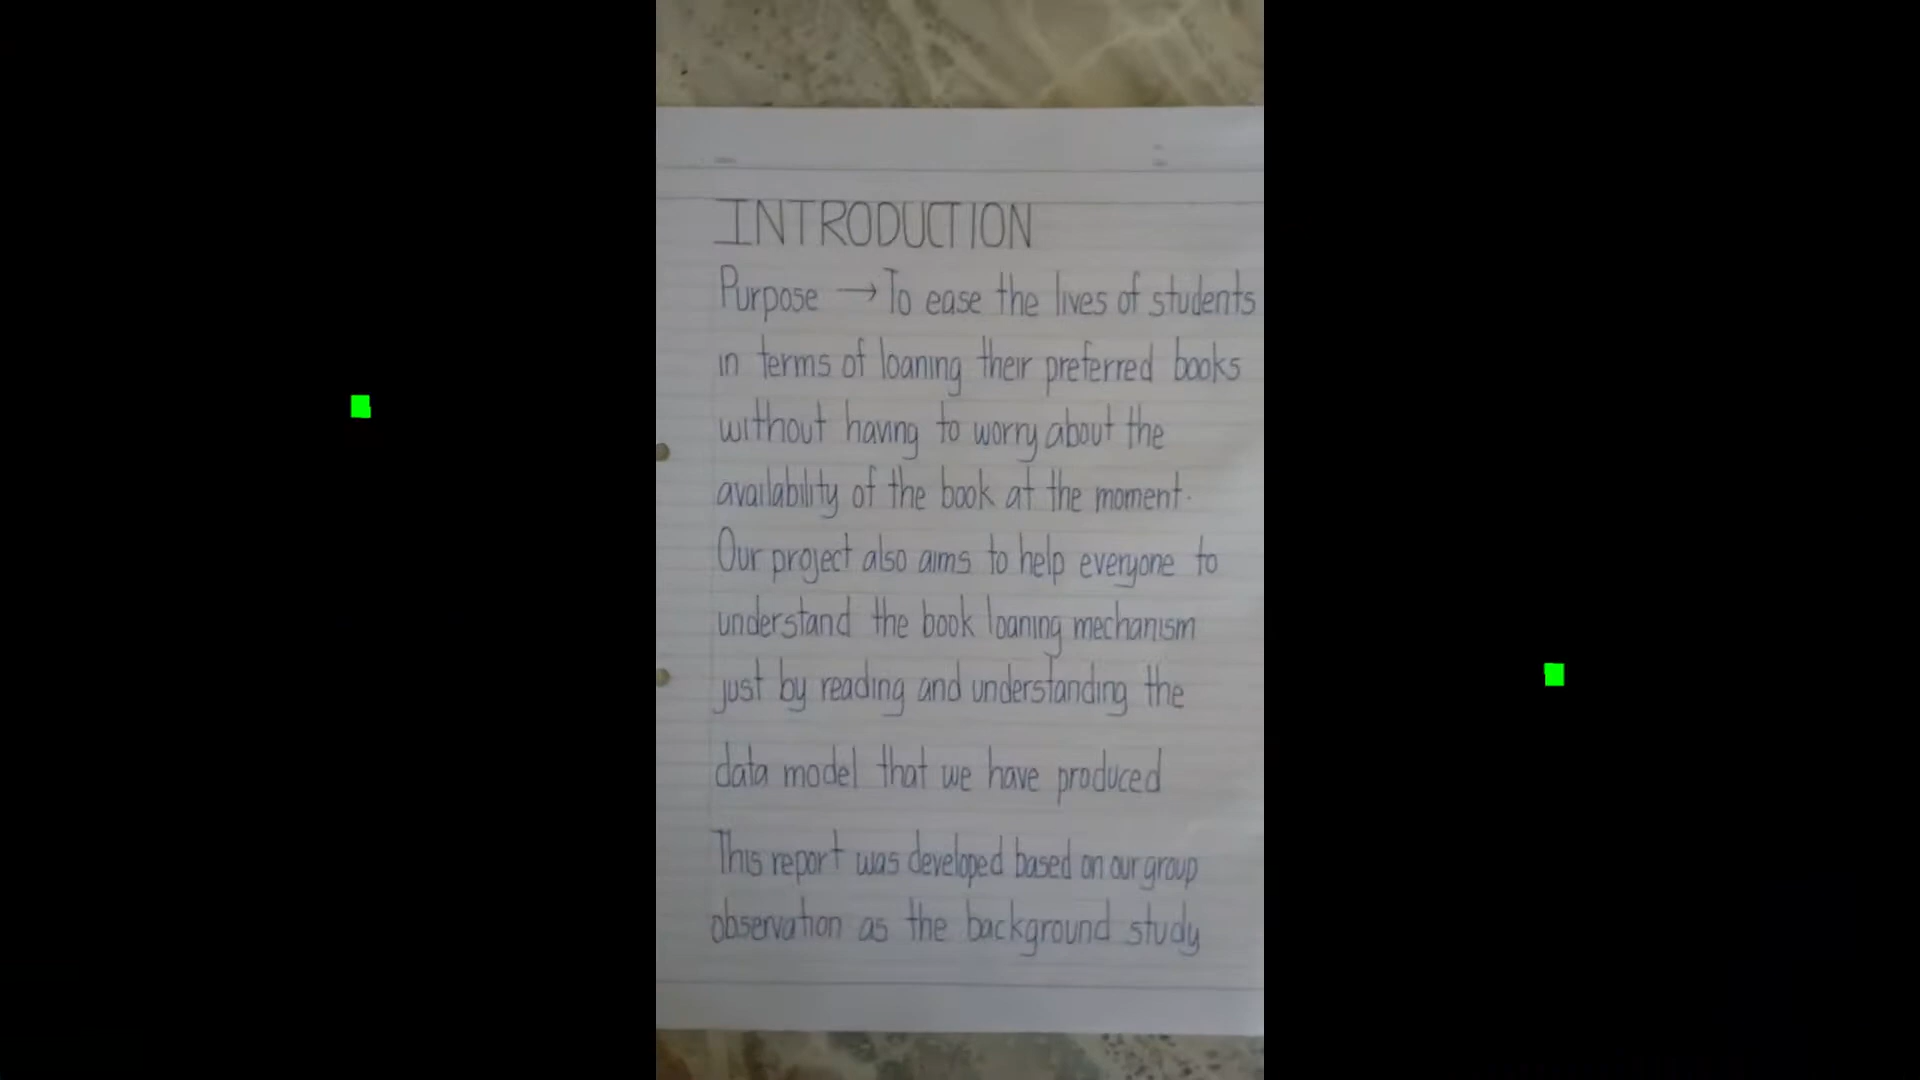 INTRODUCTION
Purpose → To ease the lives of students
in terms of loaning their preferred books
without having to worry about the
availability of the book at the moment.
Our project also aims to help everyone to
understand the book loaning mechanism
just by reading and understanding the
data model that we have produced
This report was developed based on our group
observation as the background study